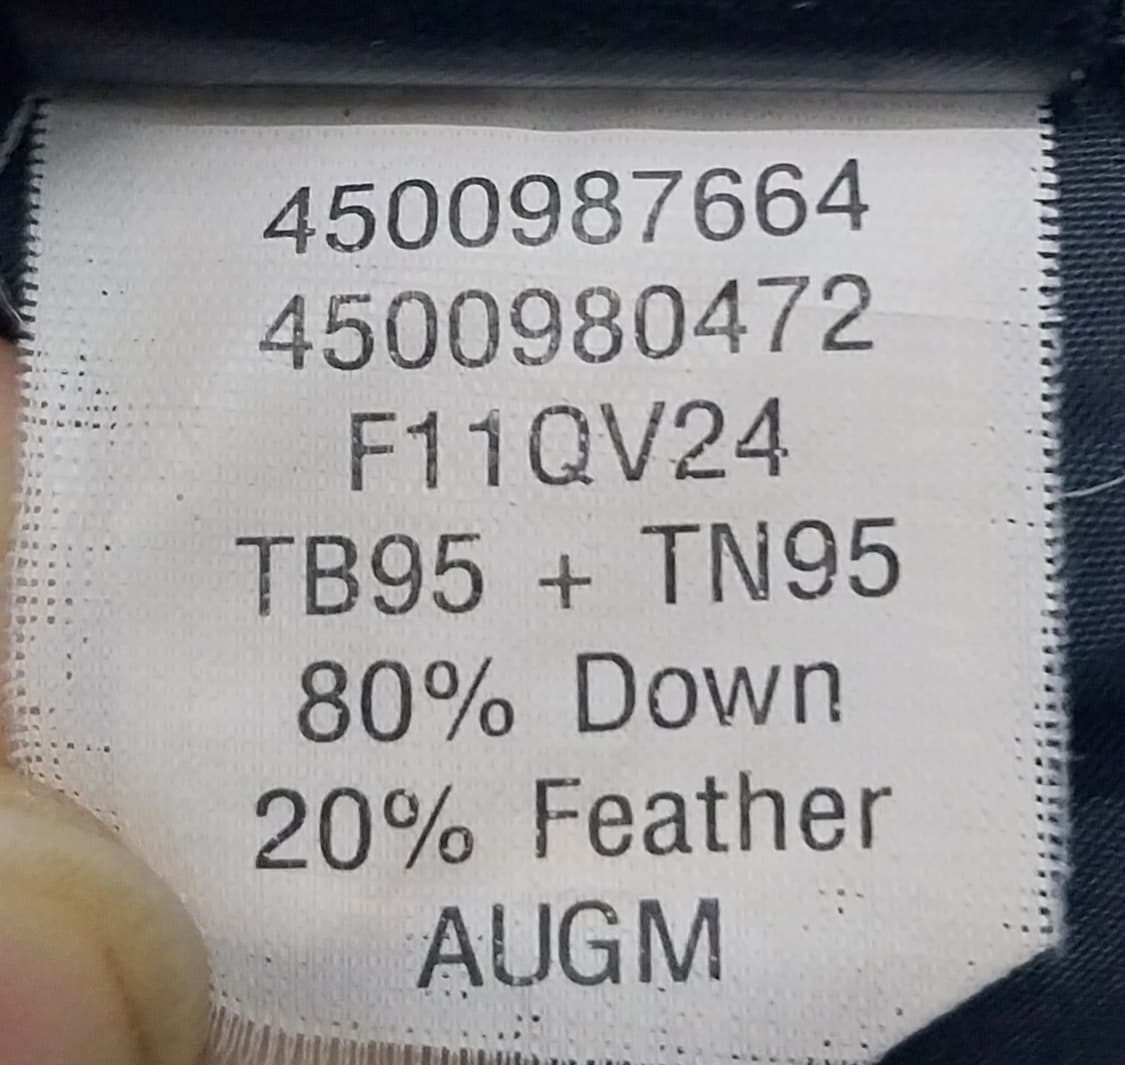 4500987664
4500980472
F11QV24
TB95 + TN95
80% Down
20% Feather
AUGM